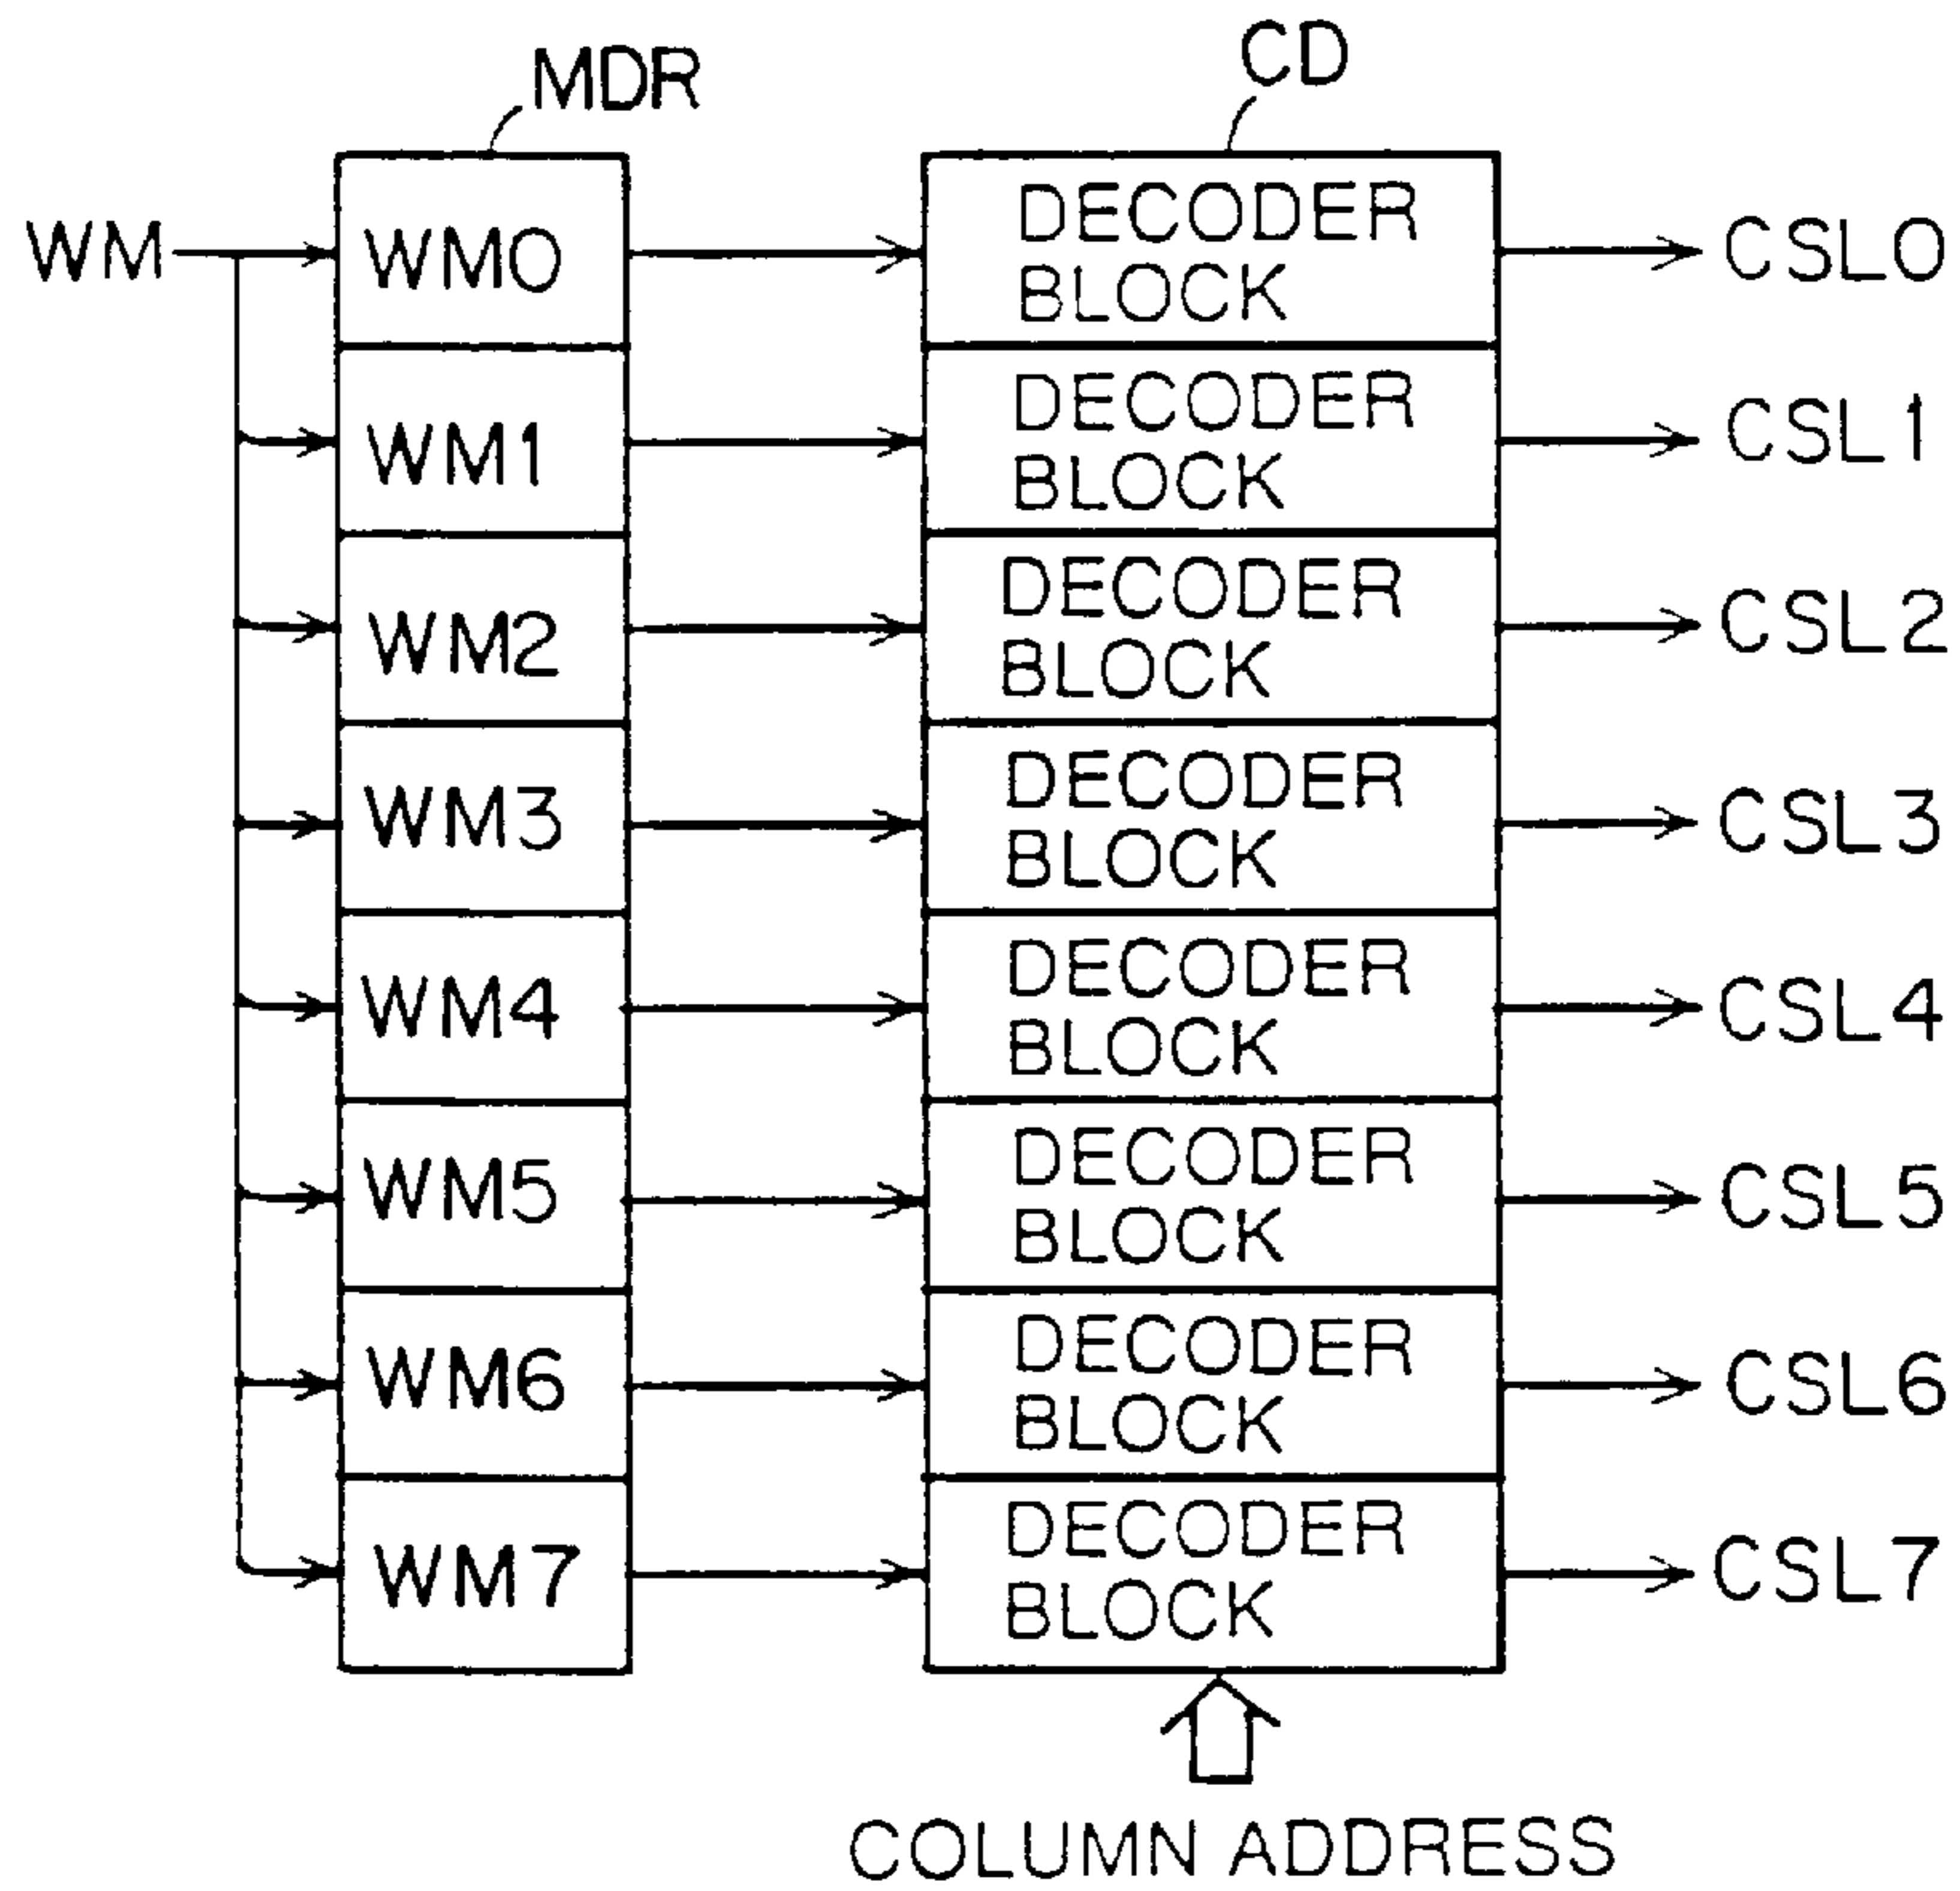 MDR
CD
WM
WM0
DECODER
BLOCK
CSL0
WM1
DECODER
BLOCK
CSL1
WM2
DECODER
BLOCK
CSL2
WM3
DECODER
BLOCK
CSL3
WM4
DECODER
BLOCK
CSL4
WM5
DECODER
BLOCK
CSL5
WM6
DECODER
BLOCK
CSL6
WM7
DECODER
BLOCK
CSL7
COLUMN ADDRESS